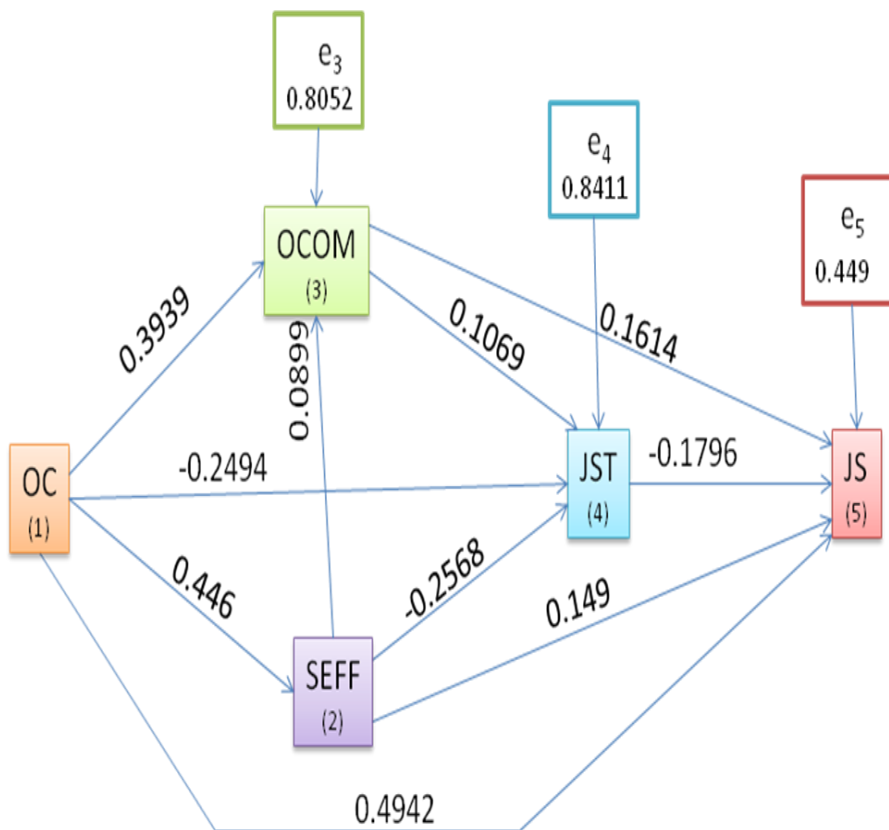 e₃
0.8052
e₄
0.8411
e₅
0.449
OCOM
(3)
0.3939
0.0899
0.1069
0.1614
OC
(1)
-0.2494
JST
(4)
-0.1796
JS
(5)
0.446
-0.2568
0.149
SEFF
(2)
0.4942